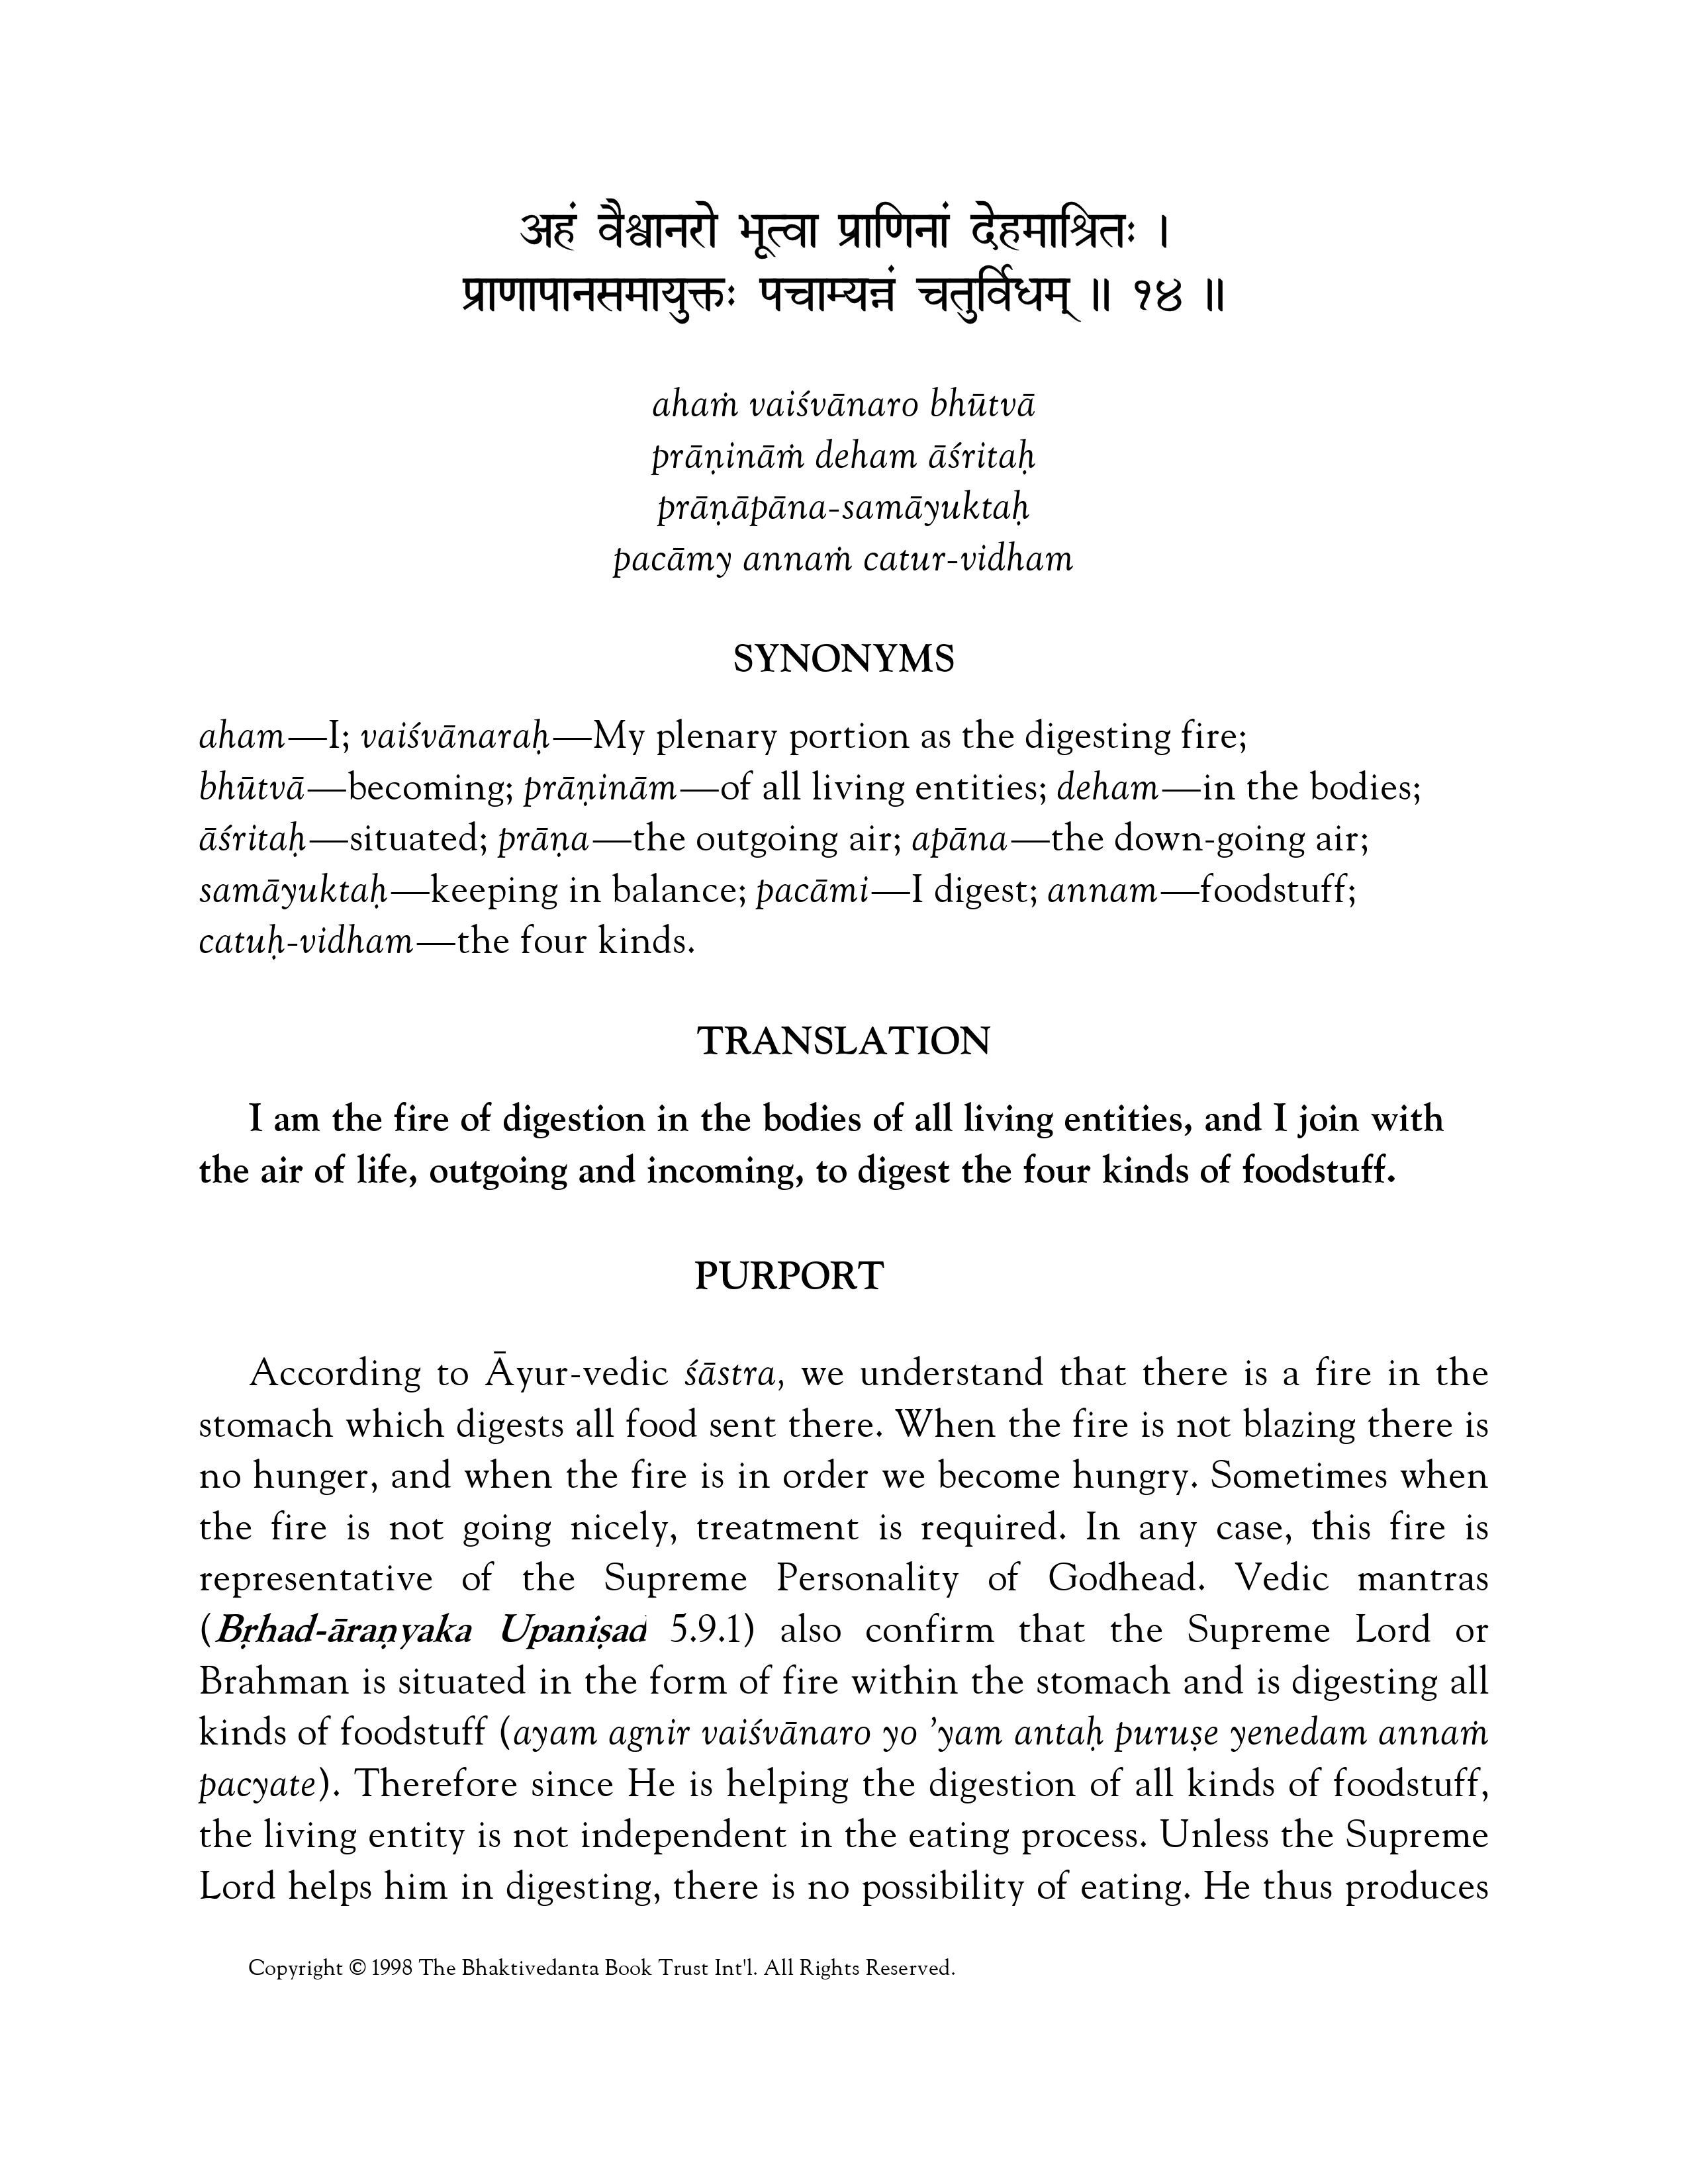 अहं वैश्वानरो भूत्वा प्राणिनां देहमाश्रितः ।
प्राणापानसमायुक्तः पचाम्यन्नं चतुर्विधम् ॥ १४ ॥
ahaṁ vaiśvānaro bhūtvā
prāṇināṁ deham āśritaḥ
prāṇāpāna-samāyuktaḥ
pacāmy annaṁ catur-vidham
SYNONYMS
aham—I; vaiśvānaraḥ—My plenary portion as the digesting fire;
bhūtvā—becoming; prāṇinām—of all living entities; deham—in the bodies;
āśritaḥ—situated; prāṇa—the outgoing air; apāna—the down-going air;
samāyuktaḥ—keeping in balance; pacāmi—I digest; annam—foodstuff;
catuḥ-vidham—the four kinds.
TRANSLATION
I am the fire of digestion in the bodies of all living entities, and I join with
the air of life, outgoing and incoming, to digest the four kinds of foodstuff.
PURPORT
According to Āyur-vedic śāstra, we understand that there is a fire in the
stomach which digests all food sent there. When the fire is not blazing there is
no hunger, and when the fire is in order we become hungry. Sometimes when
the fire is not going nicely, treatment is required. In any case, this fire is
representative of the Supreme Personality of Godhead. Vedic mantras
(Bṛhad-āraṇyaka Upaniṣad 5.9.1) also confirm that the Supreme Lord or
Brahman is situated in the form of fire within the stomach and is digesting all
kinds of foodstuff (ayam agnir vaiśvānaro yo ’yam antaḥ puruṣe yenedam annaṁ
pacyate). Therefore since He is helping the digestion of all kinds of foodstuff,
the living entity is not independent in the eating process. Unless the Supreme
Lord helps him in digesting, there is no possibility of eating. He thus produces
Copyright © 1998 The Bhaktivedanta Book Trust Int'l. All Rights Reserved.